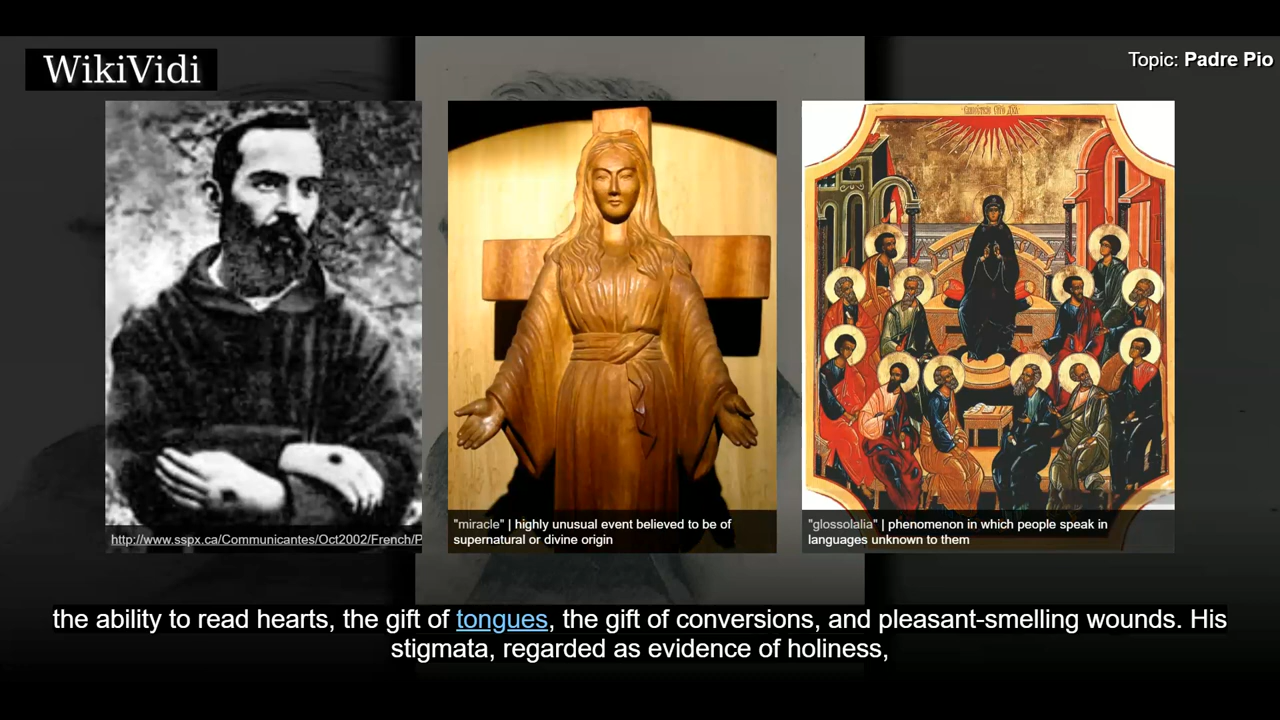 WikiVidi
Topic: Padre Pio
http://www.sspx.ca/Communicantes/Oct2002/French/P
"miracle" | highly unusual event believed to be of
supernatural or divine origin
"glossolalia" | phenomenon in which people speak in
languages unknown to them
the ability to read hearts, the gift of tongues, the gift of conversions, and pleasant-smelling wounds. His
stigmata, regarded as evidence of holiness,